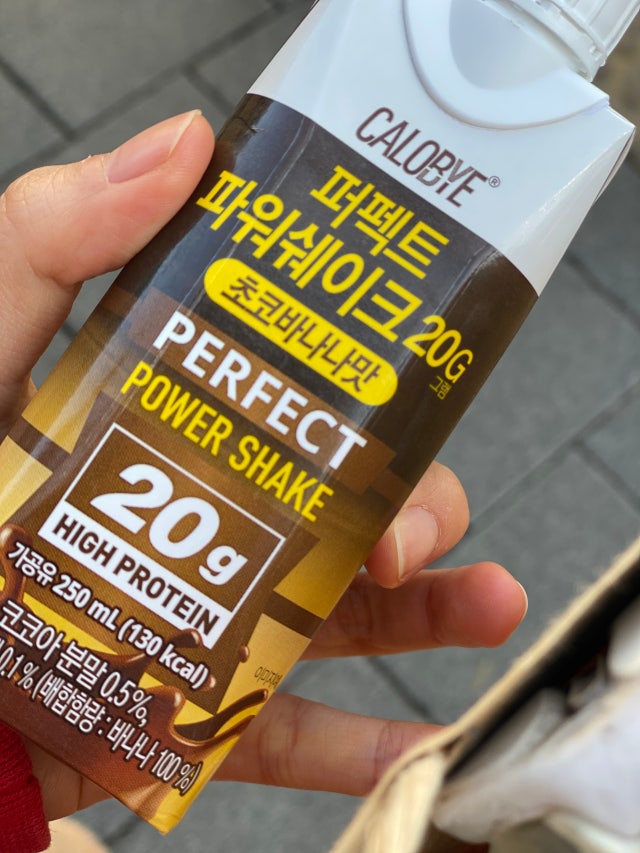 CALOBYE®
퍼펙트
파워쉐이크 20G
그램
초코바나나맛
PERFECT
POWER SHAKE
20g
HIGH PROTEIN
가공유 250 mL (130 kcal)
코코아 분말 0.5%,
0.1% (배합함량 : 바나나 100%)